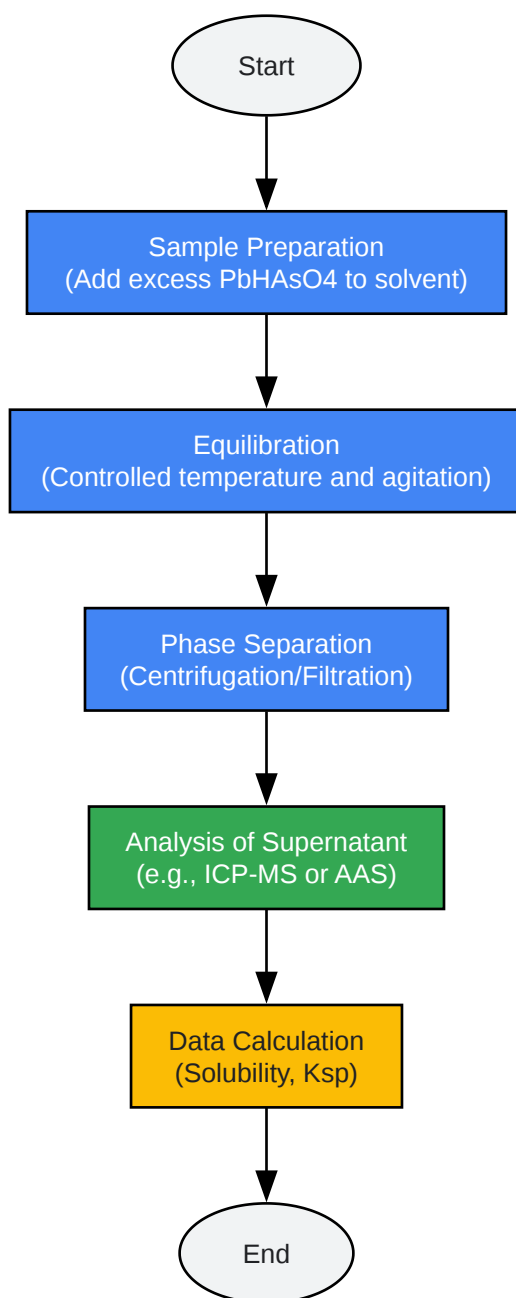 Start
Sample Preparation
(Add excess PbHAsO4 to solvent)
Equilibration
(Controlled temperature and agitation)
Phase Separation
(Centrifugation/Filtration)
Analysis of Supernatant
(e.g., ICP-MS or AAS)
Data Calculation
(Solubility, Ksp)
End